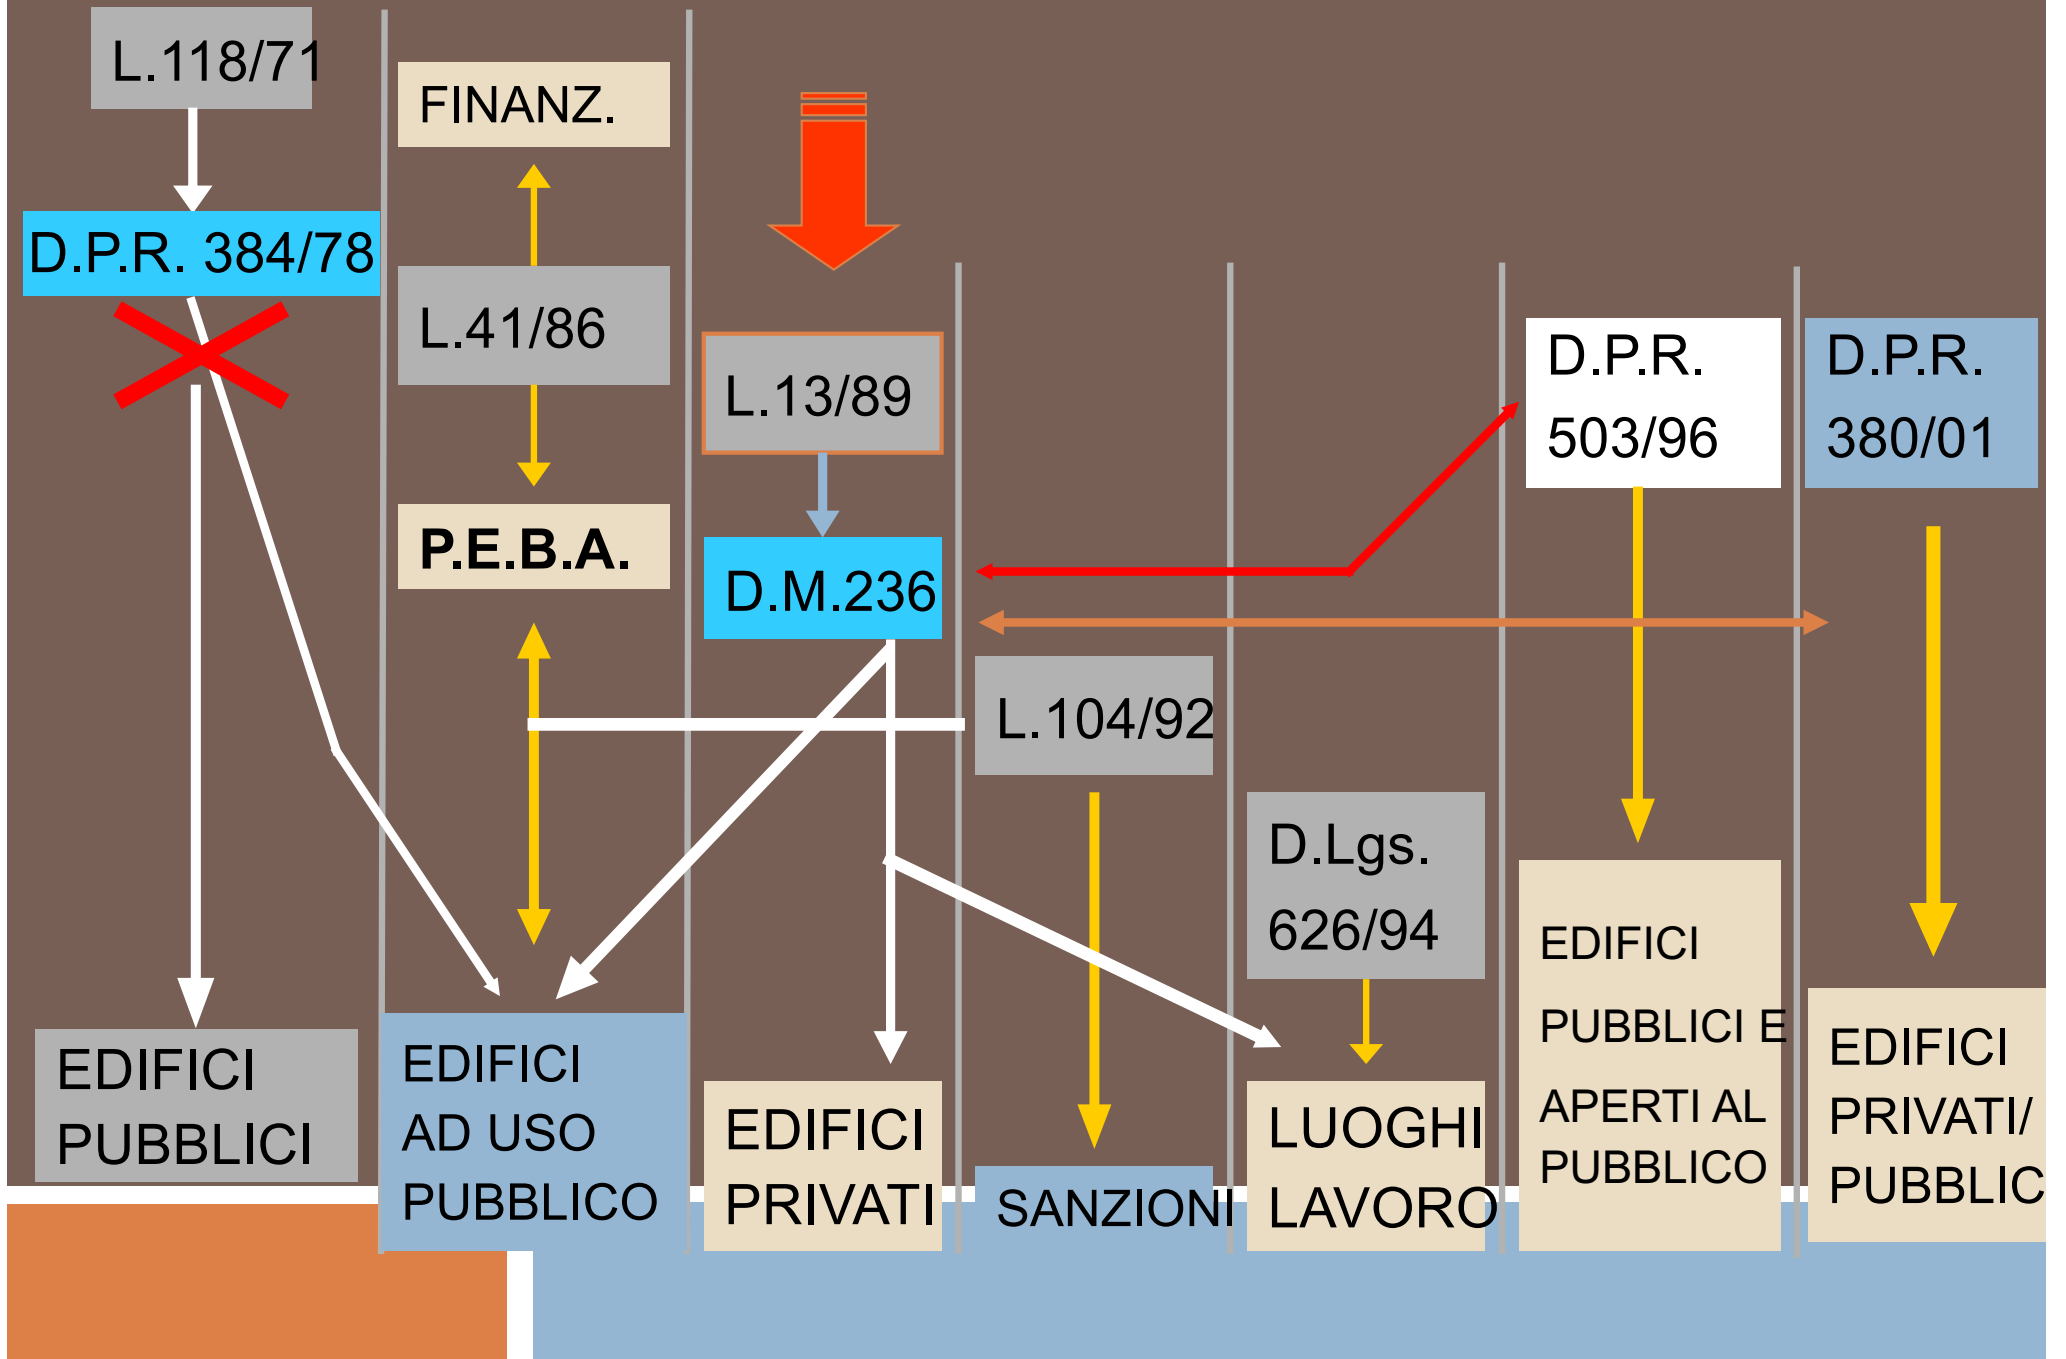 L.118/71
D.P.R. 384/78
EDIFICI
PUBBLICI
FINANZ.
L.41/86
P.E.B.A.
EDIFICI
AD USO
PUBBLICO
L.13/89
D.M.236
EDIFICI
PRIVATI
L.104/92
SANZIONI
D.Lgs.
626/94
LUOGHI
LAVORO
D.P.R.
503/96
EDIFICI
PUBBLICI E
APERTI AL
PUBBLICO
D.P.R.
380/01
EDIFICI
PRIVATI/
PUBBLIC